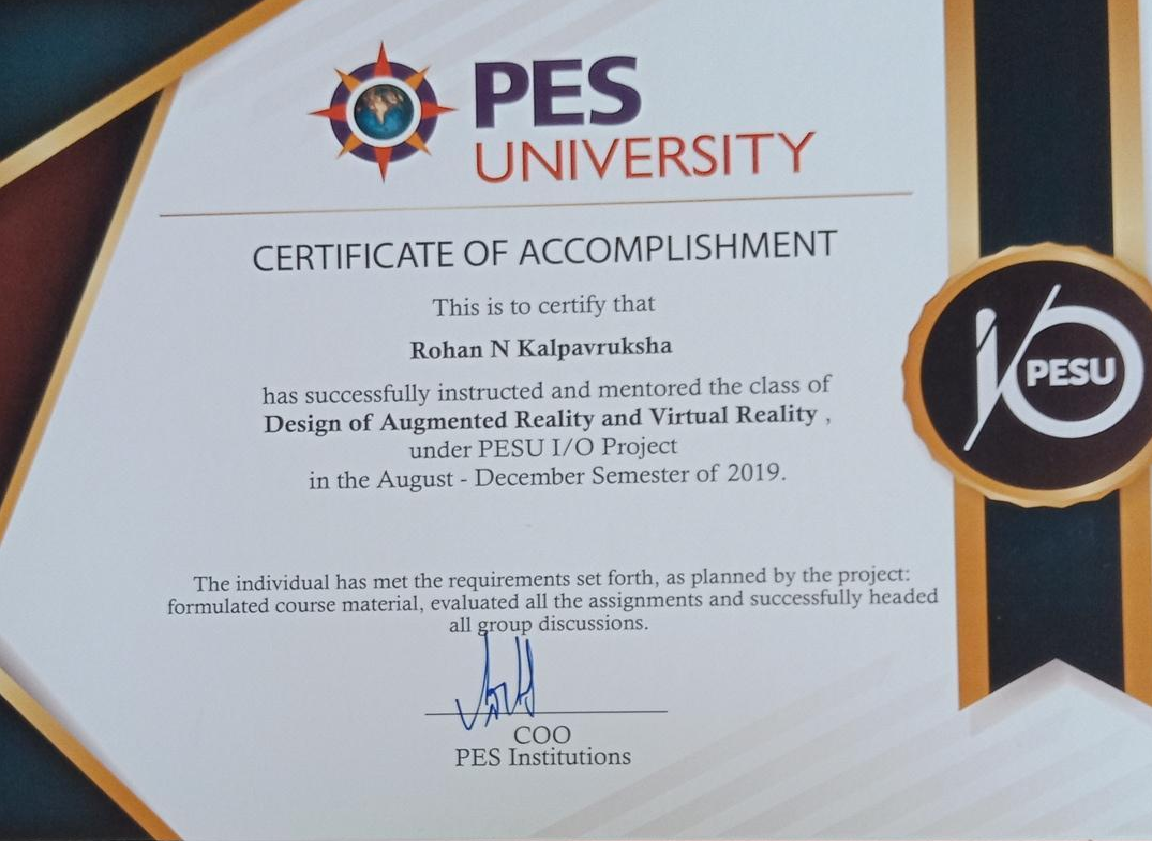 PES
UNIVERSITY
CERTIFICATE OF ACCOMPLISHMENT
This is to certify that
Rohan N Kalpavruksha
has successfully instructed and mentored the class of
Design of Augmented Reality and Virtual Reality ,
under PESU I/O Project
in the August - December Semester of 2019.
I/O
PESU
The individual has met the requirements set forth, as planned by the project:
formulated course material, evaluated all the assignments and successfully headed
all group discussions.
COO
PES Institutions